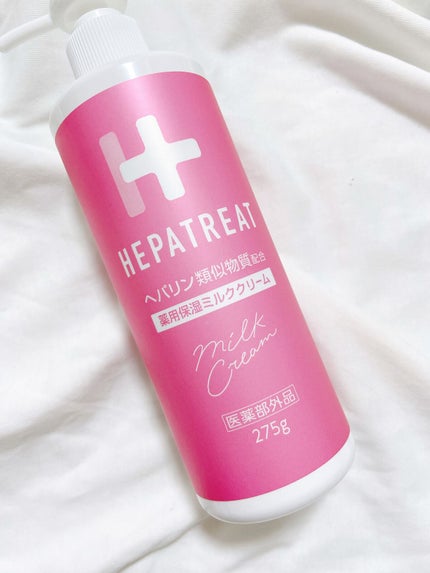 HEPATREAT
ヘパリン類似物質配合
薬用保湿ミルククリーム
milk
Cream
医薬部外品
275g